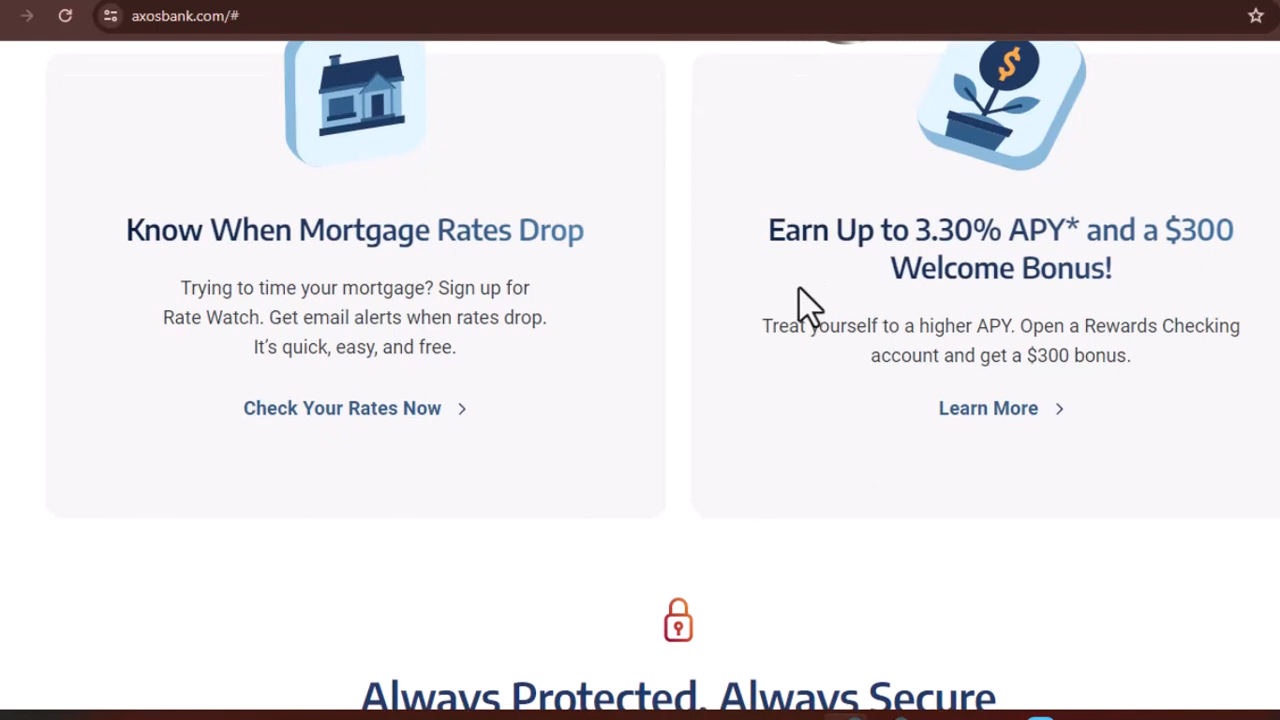 axosbank.com/#
Know When Mortgage Rates Drop
Trying to time your mortgage? Sign up for
Rate Watch. Get email alerts when rates drop.
It’s quick, easy, and free.
Check Your Rates Now
$
Earn Up to 3.30% APY* and a $300
Welcome Bonus!
Treat yourself to a higher APY. Open a Rewards Checking
account and get a $300 bonus.
Learn More
Always Protected. Always Secure